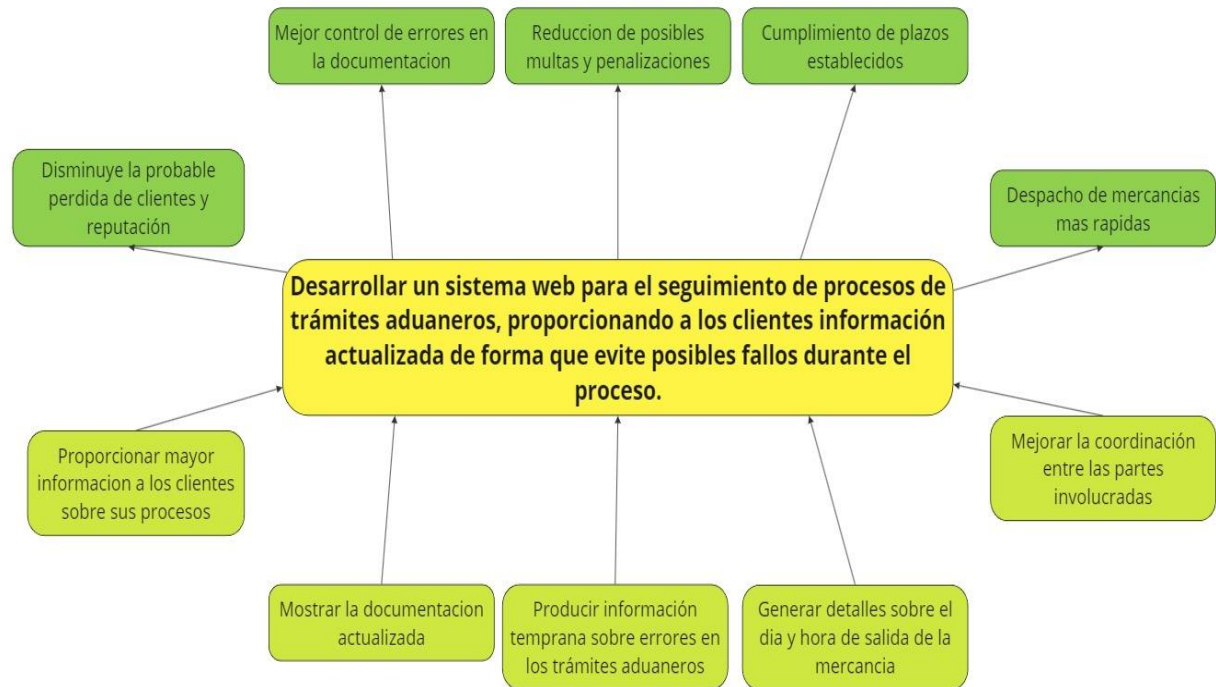 Mejor control de errores en
la documentacion
Reduccion de posibles
multas y penalizaciones
Cumplimiento de plazos
establecidos
Disminuye la probable
perdida de clientes y
reputación
Despacho de mercancias
mas rapidas
Desarrollar un sistema web para el seguimiento de procesos de
trámites aduaneros, proporcionando a los clientes información
actualizada de forma que evite posibles fallos durante el
proceso.
Proporcionar mayor
informacion a los clientes
sobre sus procesos
Mejorar la coordinación
entre las partes
involucradas
Mostrar la documentacion
actualizada
Producir información
temprana sobre errores en
los trámites aduaneros
Generar detalles sobre el
dia y hora de salida de la
mercancia